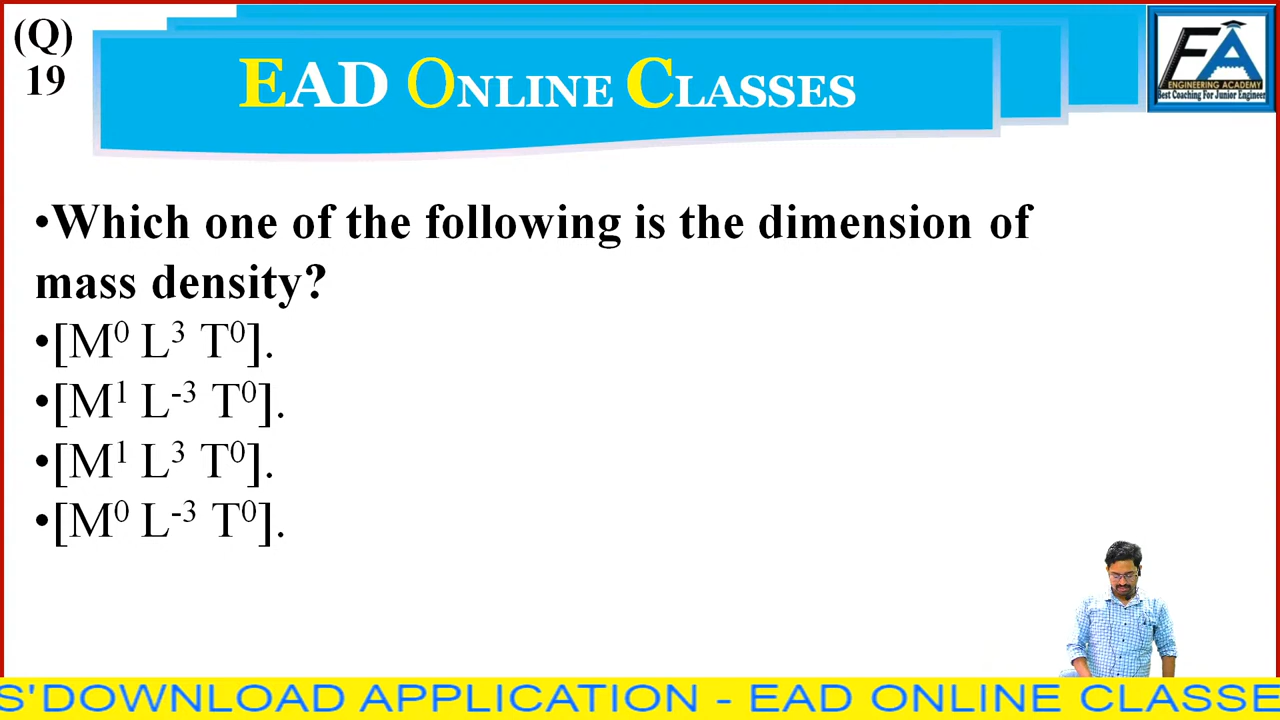 (Q)
19
EAD ONLINE CLASSES
EA
ENGINEERING ACADEMY
Best Coaching For Junior Engineer
•Which one of the following is the dimension of
mass density?
•[M⁰ L³ T⁰].
•[M¹ L⁻³ T⁰].
•[M¹ L³ T⁰].
•[M⁰ L⁻³ T⁰].
S'DOWNLOAD APPLICATION - EAD ONLINE CLASSE